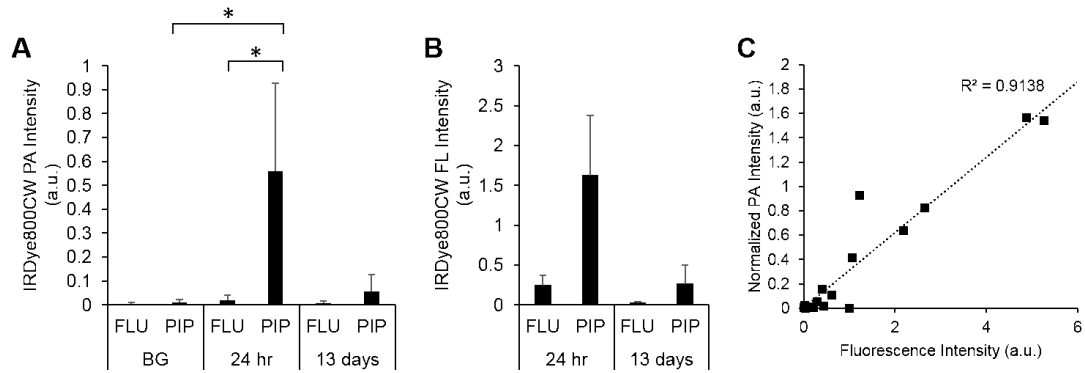 A
*
*
IRDye800CW PA Intensity
(a.u.)
1
0.9
0.8
0.7
0.6
0.5
0.4
0.3
0.2
0.1
0
FLU PIP FLU PIP FLU PIP
BG 24 hr 13 days
B
IRDye800CW FL Intensity
(a.u.)
3
2.5
2
1.5
1
0.5
0
FLU PIP FLU PIP
24 hr 13 days
C
Normalized PA Intensity (a.u.)
2
1.8
1.6
1.4
1.2
1
0.8
0.6
0.4
0.2
0
R² = 0.9138
0 2 4 6
Fluorescence Intensity (a.u.)